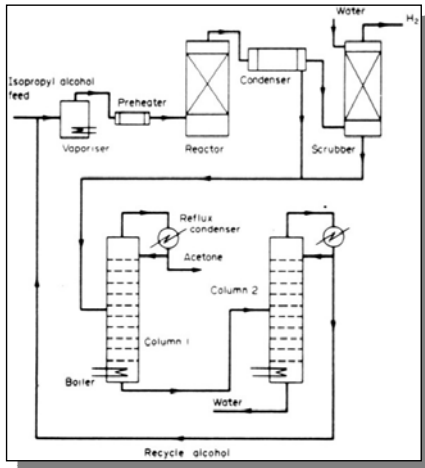 Water
H2
Isopropyl alcohol
feed
Preheater
Condenser
Vaporiser
Reactor
Scrubber
Reflux
condenser
Acetone
Column 2
Column 1
Boiler
Water
Recycle alcohol